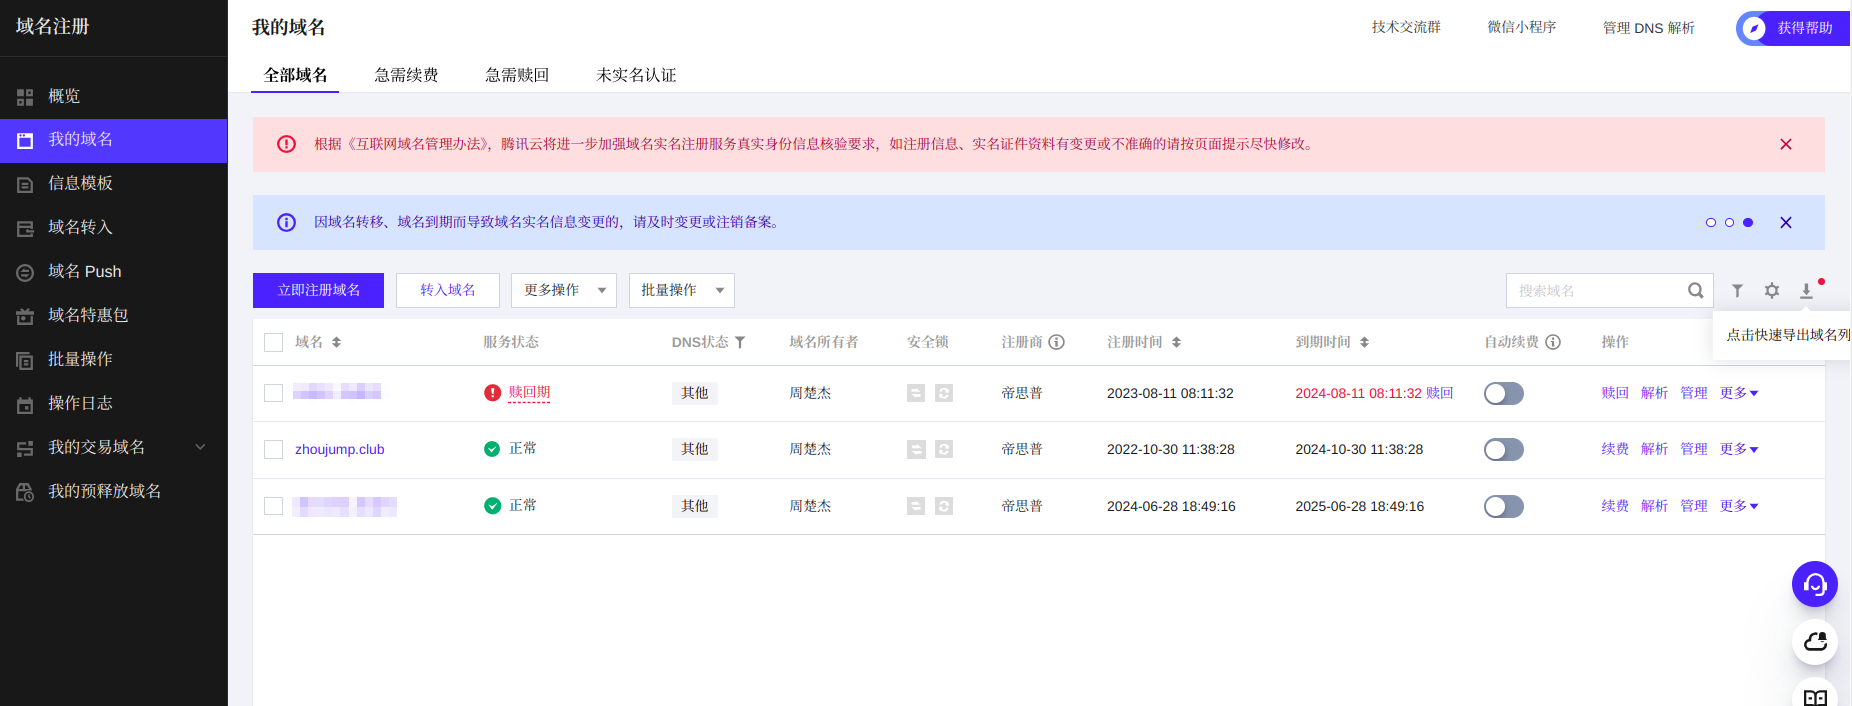 域名注册
概览
我的域名
信息模板
域名转入
域名 Push
域名特惠包
批量操作
操作日志
我的交易域名
我的预释放域名
我的域名
技术交流群 微信小程序 管理 DNS 解析 获得帮助
全部域名 急需续费 急需赎回 未实名认证
根据《互联网域名管理办法》，腾讯云将进一步加强域名实名注册服务真实身份信息核验要求，如注册信息、实名证件资料有变更或不准确的请按页面提示尽快修改。
因域名转移、域名到期而导致域名实名信息变更的，请及时变更或注销备案。
立即注册域名 转入域名 更多操作 批量操作 搜索域名
点击快速导出域名列
域名 服务状态 DNS状态 域名所有者 安全锁 注册商 注册时间 到期时间 自动续费 操作
赎回期 其他 周楚杰 帝思普 2023-08-11 08:11:32 2024-08-11 08:11:32 赎回 赎回 解析 管理 更多
zhoujump.club 正常 其他 周楚杰 帝思普 2022-10-30 11:38:28 2024-10-30 11:38:28 续费 解析 管理 更多
正常 其他 周楚杰 帝思普 2024-06-28 18:49:16 2025-06-28 18:49:16 续费 解析 管理 更多